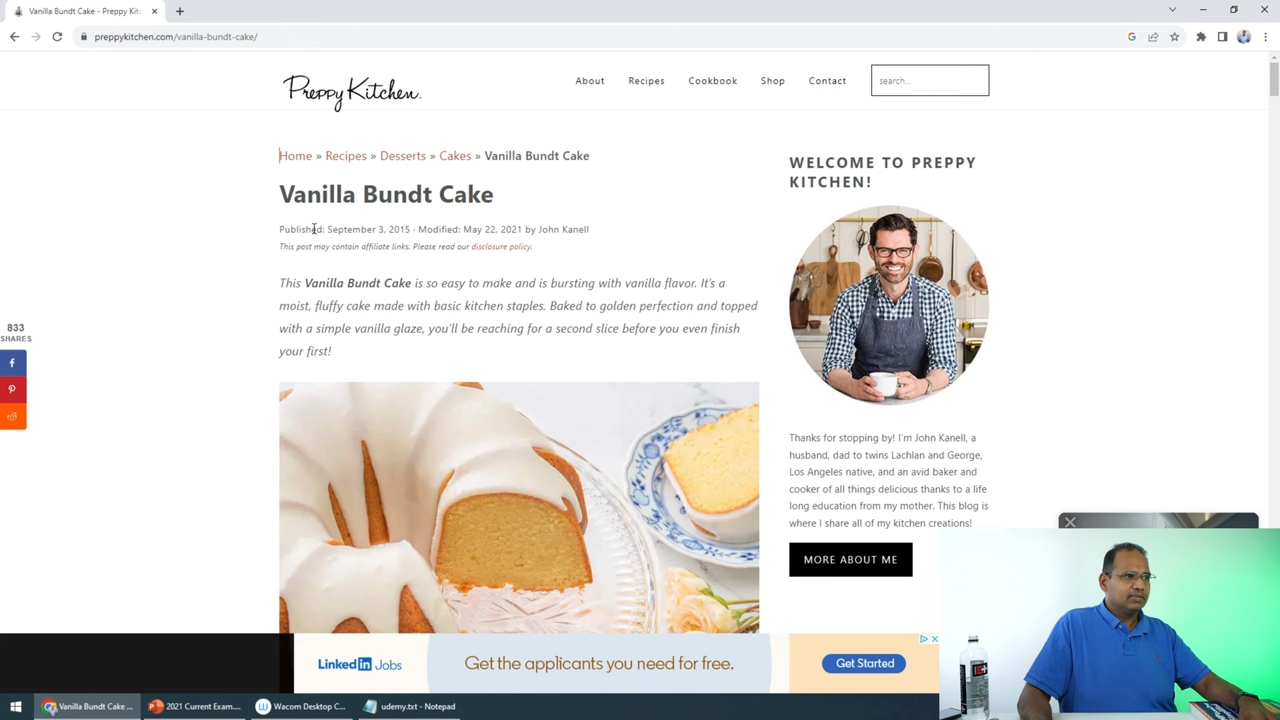 Vanilla Bundt Cake - Preppy Kitc
preppykitchen.com/vanilla-bundt-cake/
Preppy Kitchen.
About
Recipes
Cookbook
Shop
Contact
search...
Home » Recipes » Desserts » Cakes » Vanilla Bundt Cake
Vanilla Bundt Cake
Published: September 3, 2015 · Modified: May 22, 2021 by John Kanell
This post may contain affiliate links. Please read our disclosure policy.
This Vanilla Bundt Cake is so easy to make and is bursting with vanilla flavor. It's a
moist, fluffy cake made with basic kitchen staples. Baked to golden perfection and topped
with a simple vanilla glaze, you'll be reaching for a second slice before you even finish
your first!
833
SHARES
WELCOME TO PREPPY
KITCHEN!
Thanks for stopping by! I'm John Kanell, a
husband, dad to twins Lachlan and George,
Los Angeles native, and an avid baker and
cooker of all things delicious thanks to a life
long education from my mother. This blog is
where I share all of my kitchen creations!
MORE ABOUT ME
LinkedIn Jobs
Get the applicants you need for free.
Get Started
Vanilla Bundt Cake ...
2021 Current Exam....
Wacom Desktop C...
udemy.txt - Notepad